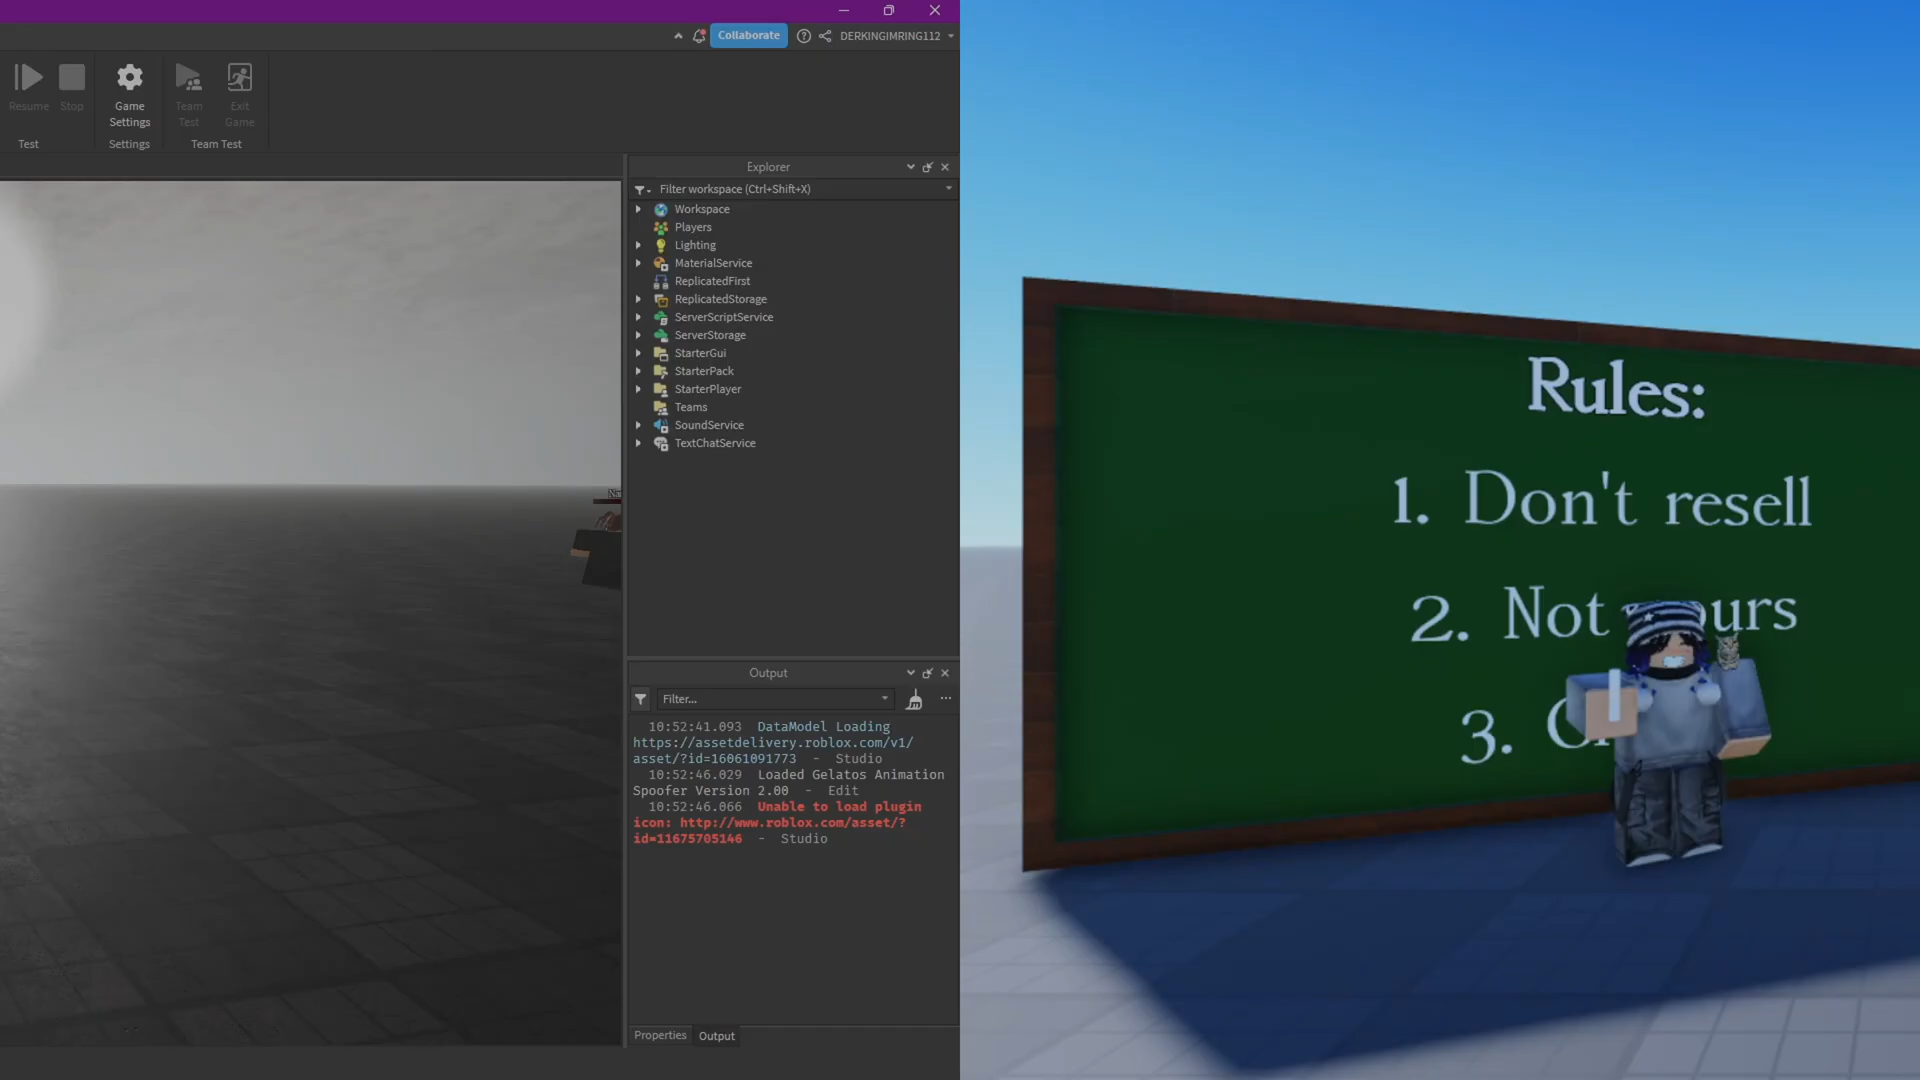 Collaborate
DERKINGIMRING112
Resume
Stop
Game
Settings
Team
Test
Exit
Game
Test
Settings
Team Test
Explorer
Filter workspace (Ctrl+Shift+X)
Workspace
Players
Lighting
MaterialService
ReplicatedFirst
ReplicatedStorage
ServerScriptService
ServerStorage
StarterGui
StarterPack
StarterPlayer
Teams
SoundService
TextChatService
Output
Filter...
10:52:41.093 DataModel Loading
https://assetdelivery.roblox.com/v1/
asset/?id=16061091773 - Studio
10:52:46.029 Loaded Gelatos Animation
Spoofer Version 2.00 - Edit
10:52:46.066 Unable to load plugin
icon: http://www.roblox.com/asset/?
id=11675705146 - Studio
Properties
Output
Rules:
1. Don't resell
2. Not
3.